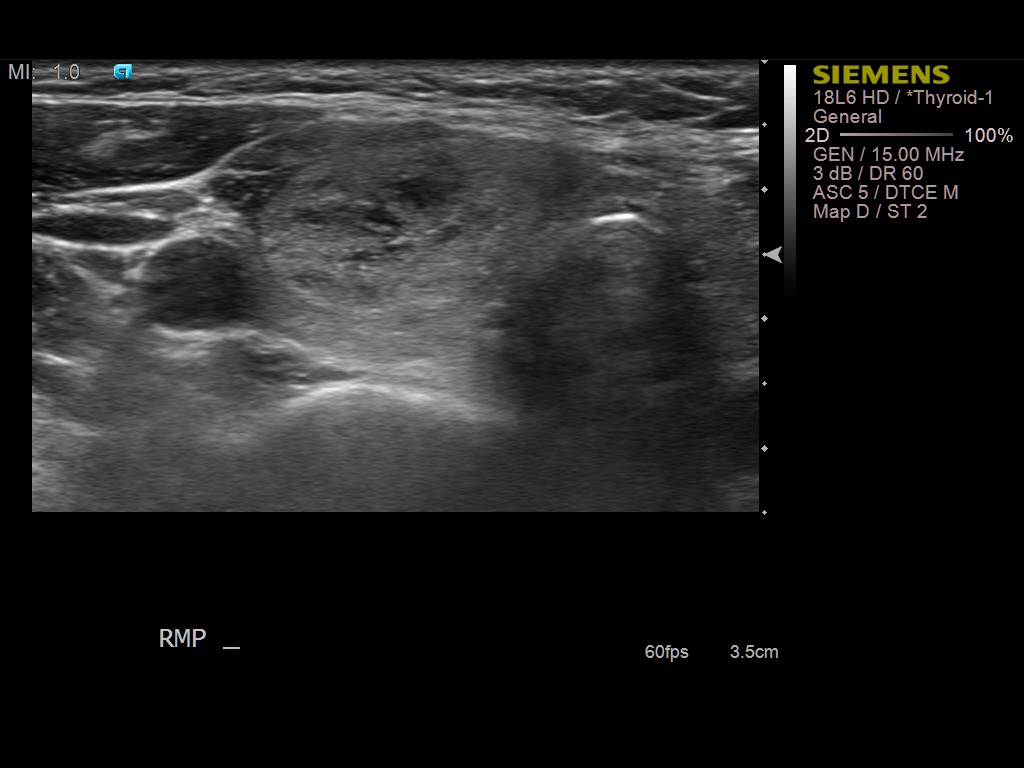 MI: 1.0
SIEMENS
18L6 HD / *Thyroid-1
General
2D 100%
GEN / 15.00 MHz
3 dB / DR 60
ASC 5 / DTCE M
Map D / ST 2
RMP _
60fps 3.5cm